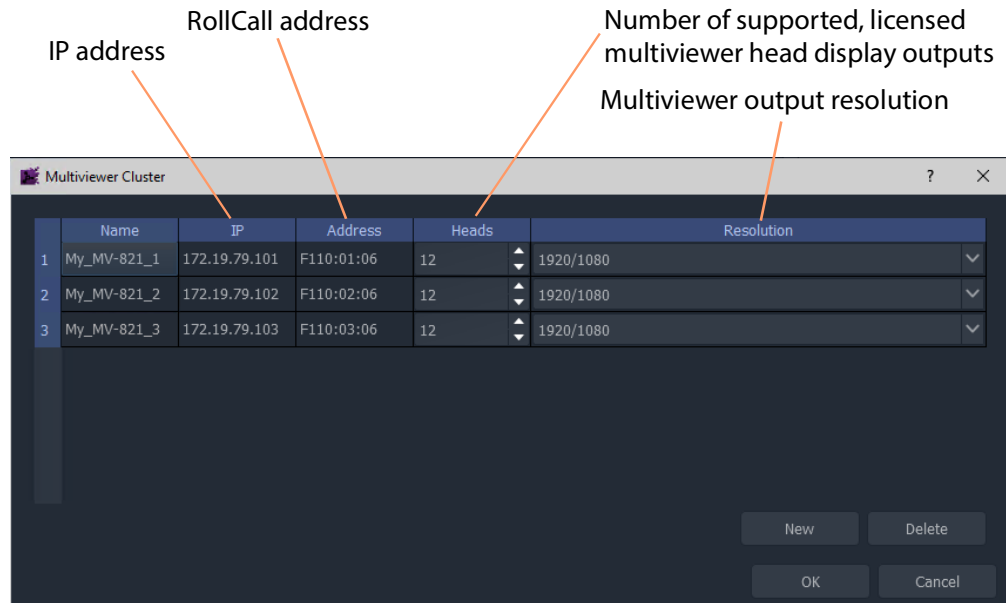 RollCall address
Number of supported, licensed
multiviewer head display outputs
IP address
Multiviewer output resolution
Multiviewer Cluster ? ×
Name IP Address Heads Resolution
1 My_MV-821_1 172.19.79.101 F110:01:06 12 1920/1080
2 My_MV-821_2 172.19.79.102 F110:02:06 12 1920/1080
3 My_MV-821_3 172.19.79.103 F110:03:06 12 1920/1080
New Delete
OK Cancel